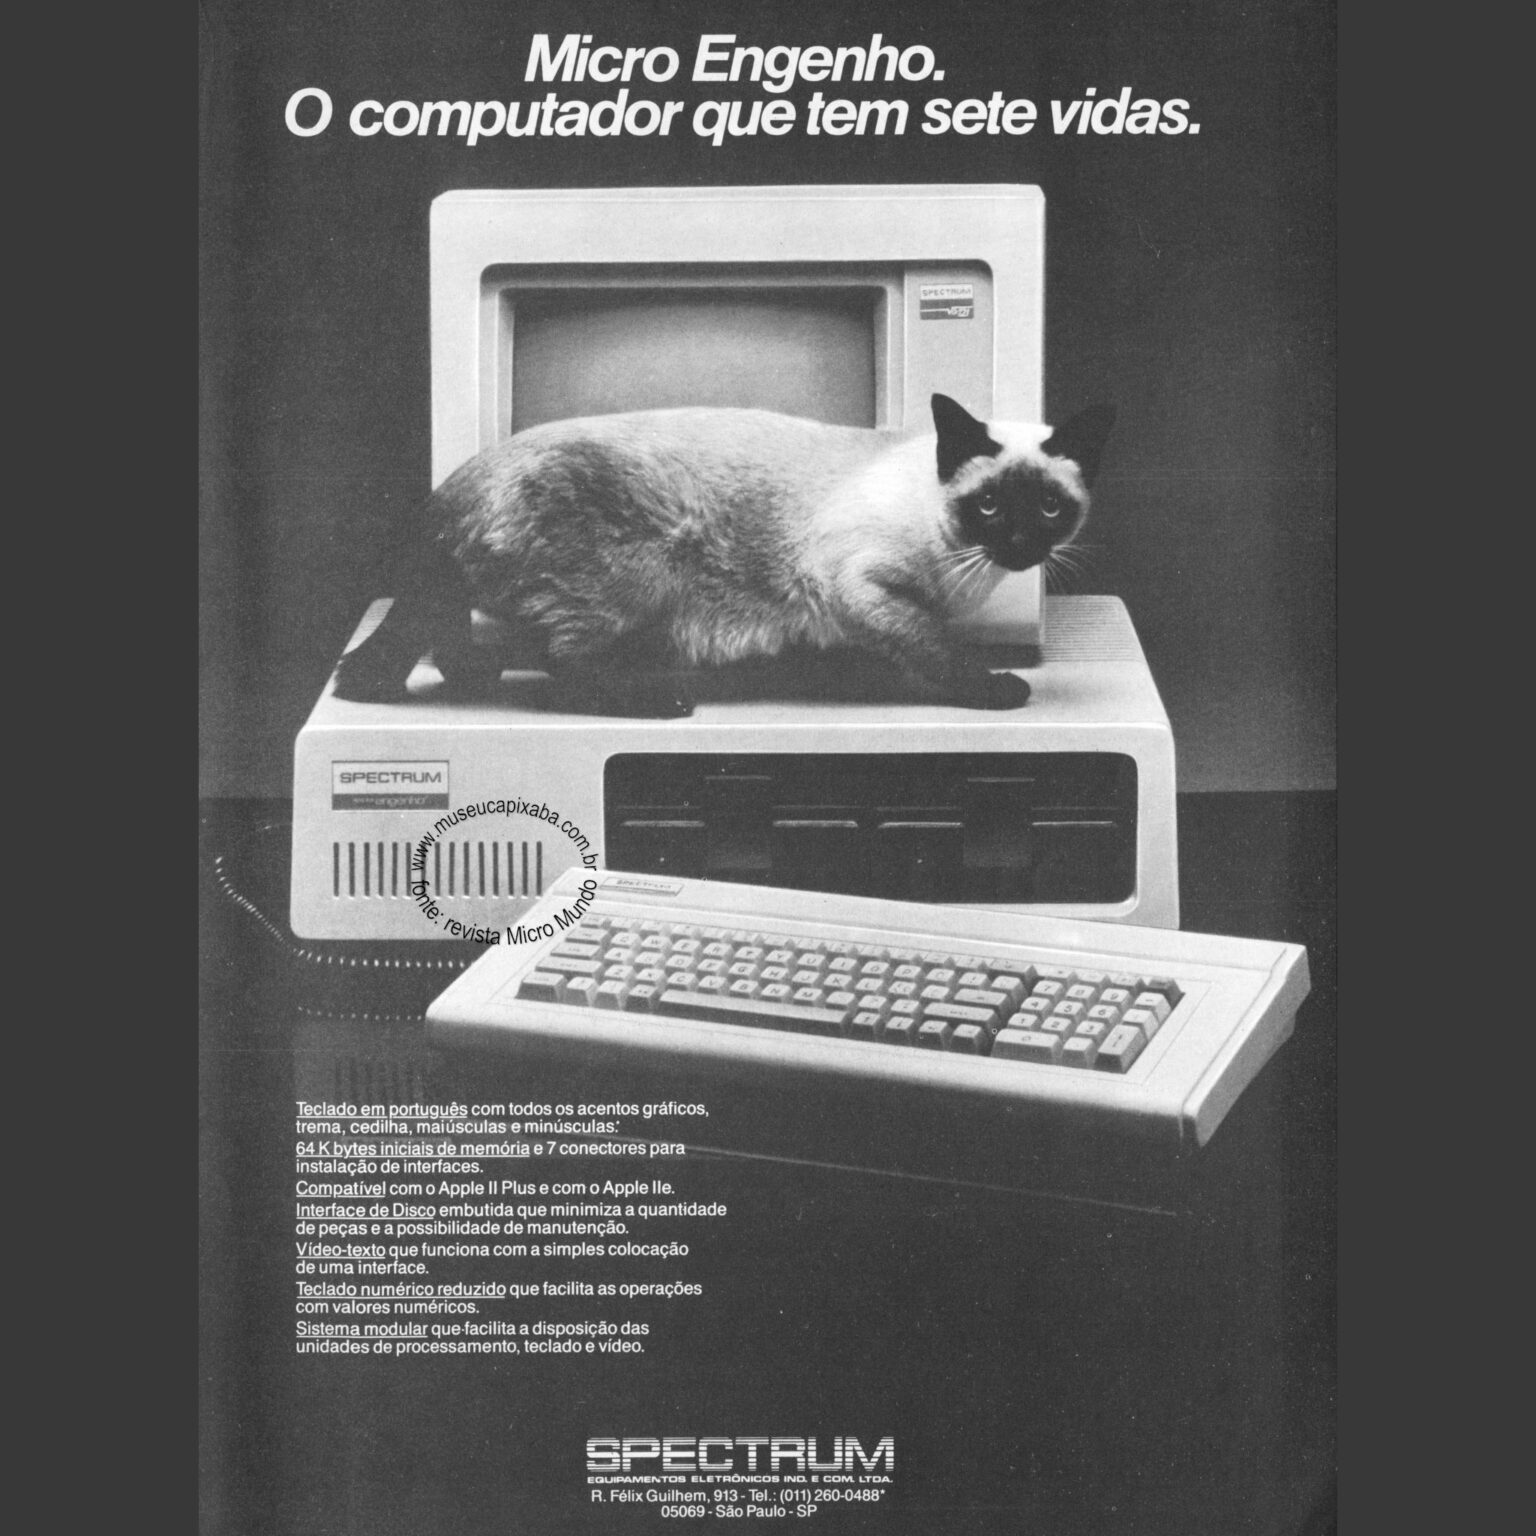 Micro Engenho.
O computador que tem sete vidas.
SPECTRUM
SPECTRUM
engenho
www.museucapixaba.com.br
fonte: revista Micro Mundo
SPECTRUM
Teclado em português com todos os acentos gráficos,
trema, cedilha, maiúsculas e minúsculas.
64 K bytes iniciais de memória e 7 conectores para
instalação de interfaces.
Compatível com o Apple II Plus e com o Apple IIe.
Interface de Disco embutida que minimiza a quantidade
de peças e a possibilidade de manutenção.
Vídeo-texto que funciona com a simples colocação
de uma interface.
Teclado numérico reduzido que facilita as operações
com valores numéricos.
Sistema modular que facilita a disposição das
unidades de processamento, teclado e vídeo.
SPECTRUM
EQUIPAMENTOS ELETRÔNICOS IND. E COM. LTDA.
R. Félix Guilhem, 913 - Tel.: (011) 260-0488*
05069 - São Paulo - SP